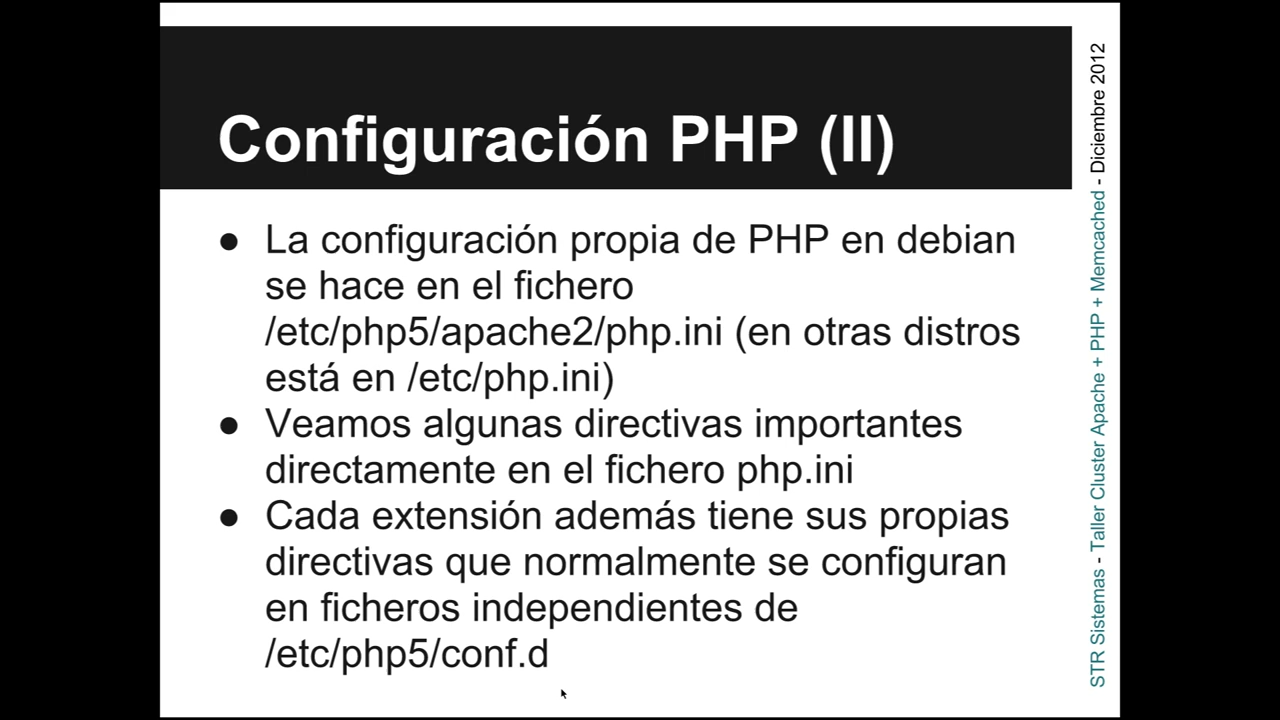 Configuración PHP (II)
● La configuración propia de PHP en debian
se hace en el fichero
/etc/php5/apache2/php.ini (en otras distros
está en /etc/php.ini)
● Veamos algunas directivas importantes
directamente en el fichero php.ini
● Cada extensión además tiene sus propias
directivas que normalmente se configuran
en ficheros independientes de
/etc/php5/conf.d
STR Sistemas - Taller Cluster Apache + PHP + Memcached - Diciembre 2012